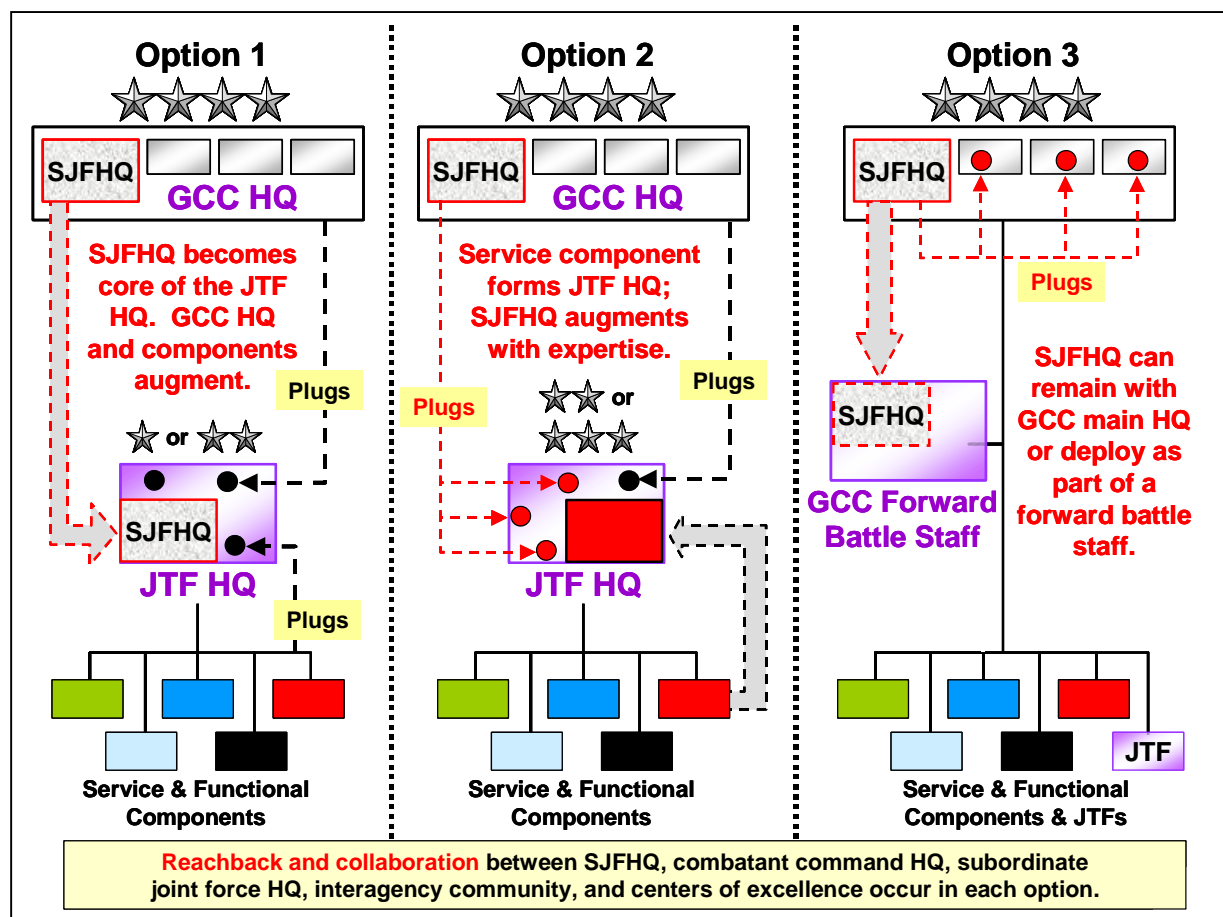 Option 1
SJFHQ
GCC HQ
SJFHQ becomes
core of the JTF
HQ.  GCC HQ
and components
augment.
Plugs
or
SJFHQ
JTF HQ
Plugs
Service & Functional
Components
Option 2
SJFHQ
GCC HQ
Service component
forms JTF HQ;
SJFHQ augments
with expertise.
Plugs
Plugs
or
JTF HQ
Service & Functional
Components
Option 3
SJFHQ
Plugs
SJFHQ
GCC Forward
Battle Staff
SJFHQ can
remain with
GCC main HQ
or deploy as
part of a
forward battle
staff.
JTF
Service & Functional
Components & JTFs
Reachback and collaboration between SJFHQ, combatant command HQ, subordinate
joint force HQ, interagency community, and centers of excellence occur in each option.